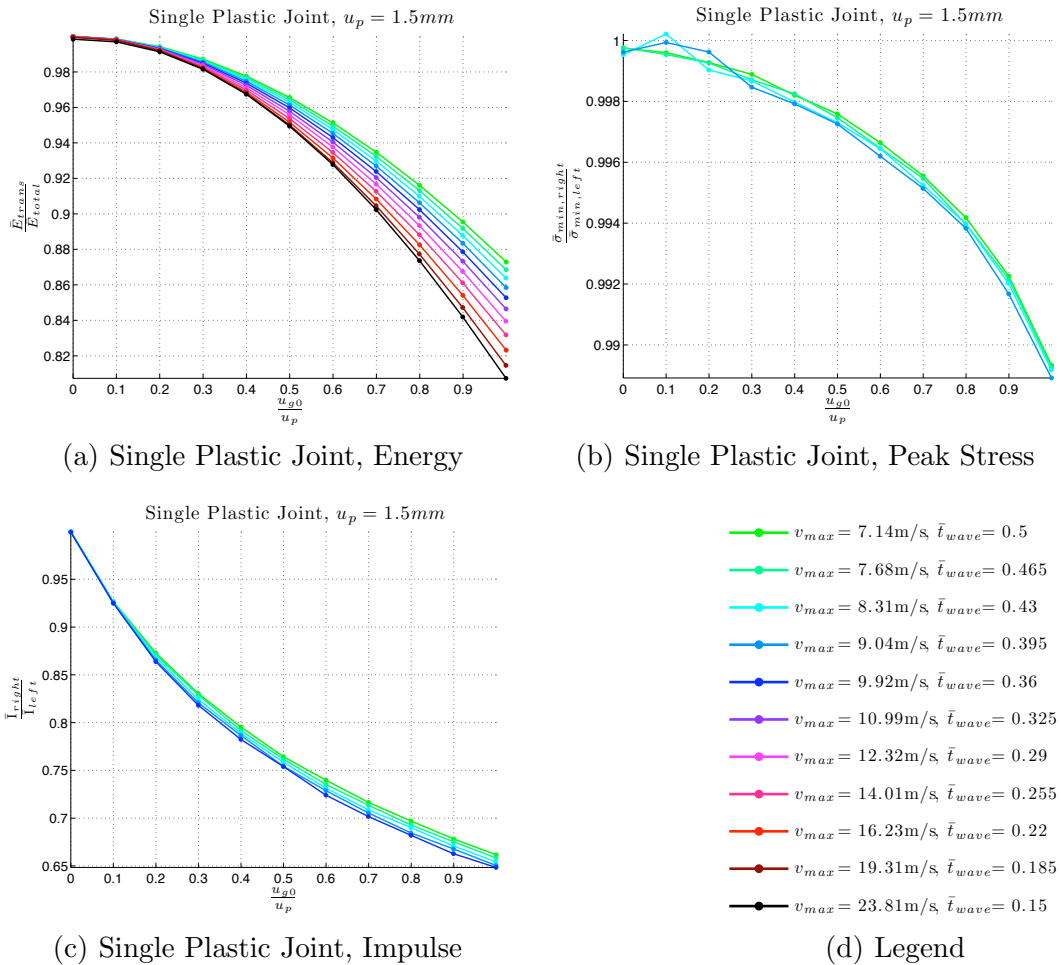 Single Plastic Joint, u_p = 1.5mm
Ē_trans / E_total
0.98
0.96
0.94
0.92
0.9
0.88
0.86
0.84
0.82
0 0.1 0.2 0.3 0.4 0.5 0.6 0.7 0.8 0.9
u_g0 / u_p
(a) Single Plastic Joint, Energy
Single Plastic Joint, u_p = 1.5mm
σ̄_min,right / σ̄_min,left
1
0.998
0.996
0.994
0.992
0.99
0 0.1 0.2 0.3 0.4 0.5 0.6 0.7 0.8 0.9
u_g0 / u_p
(b) Single Plastic Joint, Peak Stress
Single Plastic Joint, u_p = 1.5mm
Ī_right / Ī_left
0.95
0.9
0.85
0.8
0.75
0.7
0.65
0 0.1 0.2 0.3 0.4 0.5 0.6 0.7 0.8 0.9
u_g0 / u_p
(c) Single Plastic Joint, Impulse
v_max = 7.14m/s, t̄_wave = 0.5
v_max = 7.68m/s, t̄_wave = 0.465
v_max = 8.31m/s, t̄_wave = 0.43
v_max = 9.04m/s, t̄_wave = 0.395
v_max = 9.92m/s, t̄_wave = 0.36
v_max = 10.99m/s, t̄_wave = 0.325
v_max = 12.32m/s, t̄_wave = 0.29
v_max = 14.01m/s, t̄_wave = 0.255
v_max = 16.23m/s, t̄_wave = 0.22
v_max = 19.31m/s, t̄_wave = 0.185
v_max = 23.81m/s, t̄_wave = 0.15
(d) Legend